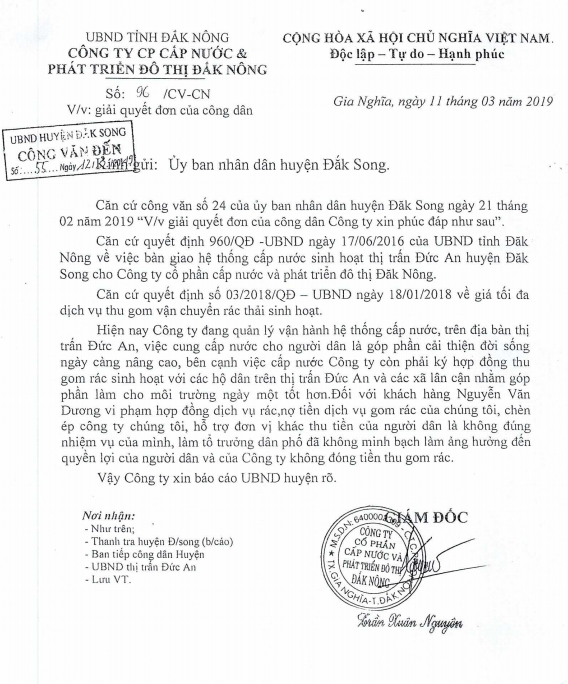 UBND TỈNH ĐẮK NÔNG
CÔNG TY CP CẤP NƯỚC &
PHÁT TRIỂN ĐÔ THỊ ĐẮK NÔNG
CỘNG HÒA XÃ HỘI CHỦ NGHĨA VIỆT NAM.
Độc lập – Tự do – Hạnh phúc
Số: 96 /CV-CN
V/v: giải quyết đơn của công dân
Gia Nghĩa, ngày 11 tháng 03 năm 2019
UBND HUYỆN ĐẮK SONG
CÔNG VĂN ĐẾN
Số:....55....Ngày 12/
Kính gửi: Ủy ban nhân dân huyện Đắk Song.
Căn cứ công văn số 24 của ủy ban nhân dân huyện Đăk Song ngày 21 tháng
02 năm 2019 “V/v giải quyết đơn của công dân Công ty xin phúc đáp như sau”.
Căn cứ quyết định 960/QĐ -UBND ngày 17/06/2016 của UBND tỉnh Đăk
Nông về việc bàn giao hệ thống cấp nước sinh hoạt thị trấn Đức An huyện Đăk
Song cho Công ty cổ phần cấp nước và phát triển đô thị Đăk Nông.
Căn cứ quyết định số 03/2018/QĐ – UBND ngày 18/01/2018 về giá tối đa
dịch vụ thu gom vận chuyển rác thải sinh hoạt.
Hiện nay Công ty đang quản lý vận hành hệ thống cấp nước, trên địa bàn thị
trấn Đức An, việc cung cấp nước cho người dân là góp phần cải thiện đời sống
ngày càng nâng cao, bên cạnh việc cấp nước Công ty còn phải ký hợp đồng thu
gom rác sinh hoạt với các hộ dân trên thị trấn Đức An và các xã lân cận nhằm góp
phần làm cho môi trường ngày một tốt hơn.Đối với khách hàng Nguyễn Văn
Dương vi phạm hợp đồng dịch vụ rác,nợ tiền dịch vụ gom rác của chúng tôi, chèn
ép công ty chúng tôi, hỗ trợ đơn vị khác thu tiền của người dân là không đúng
nhiệm vụ của mình, làm tổ trưởng dân phố đã không minh bạch làm ảng hưởng đến
quyền lợi của người dân và của Công ty không đóng tiền thu gom rác.
Vậy Công ty xin báo cáo UBND huyện rõ.
Nơi nhận:
- Như trên;
- Thanh tra huyện Đ/song (b/cáo)
- Ban tiếp công dân Huyện
- UBND thị trấn Đức An
- Lưu VT.
GIÁM ĐỐC
CÔNG TY
CỔ PHẦN
CẤP NƯỚC VÀ
PHÁT TRIỂN ĐÔ THỊ
ĐẮK NÔNG
TX. GIA NGHĨA-T.ĐẮK NÔNG
Trần Xuân Nguyên